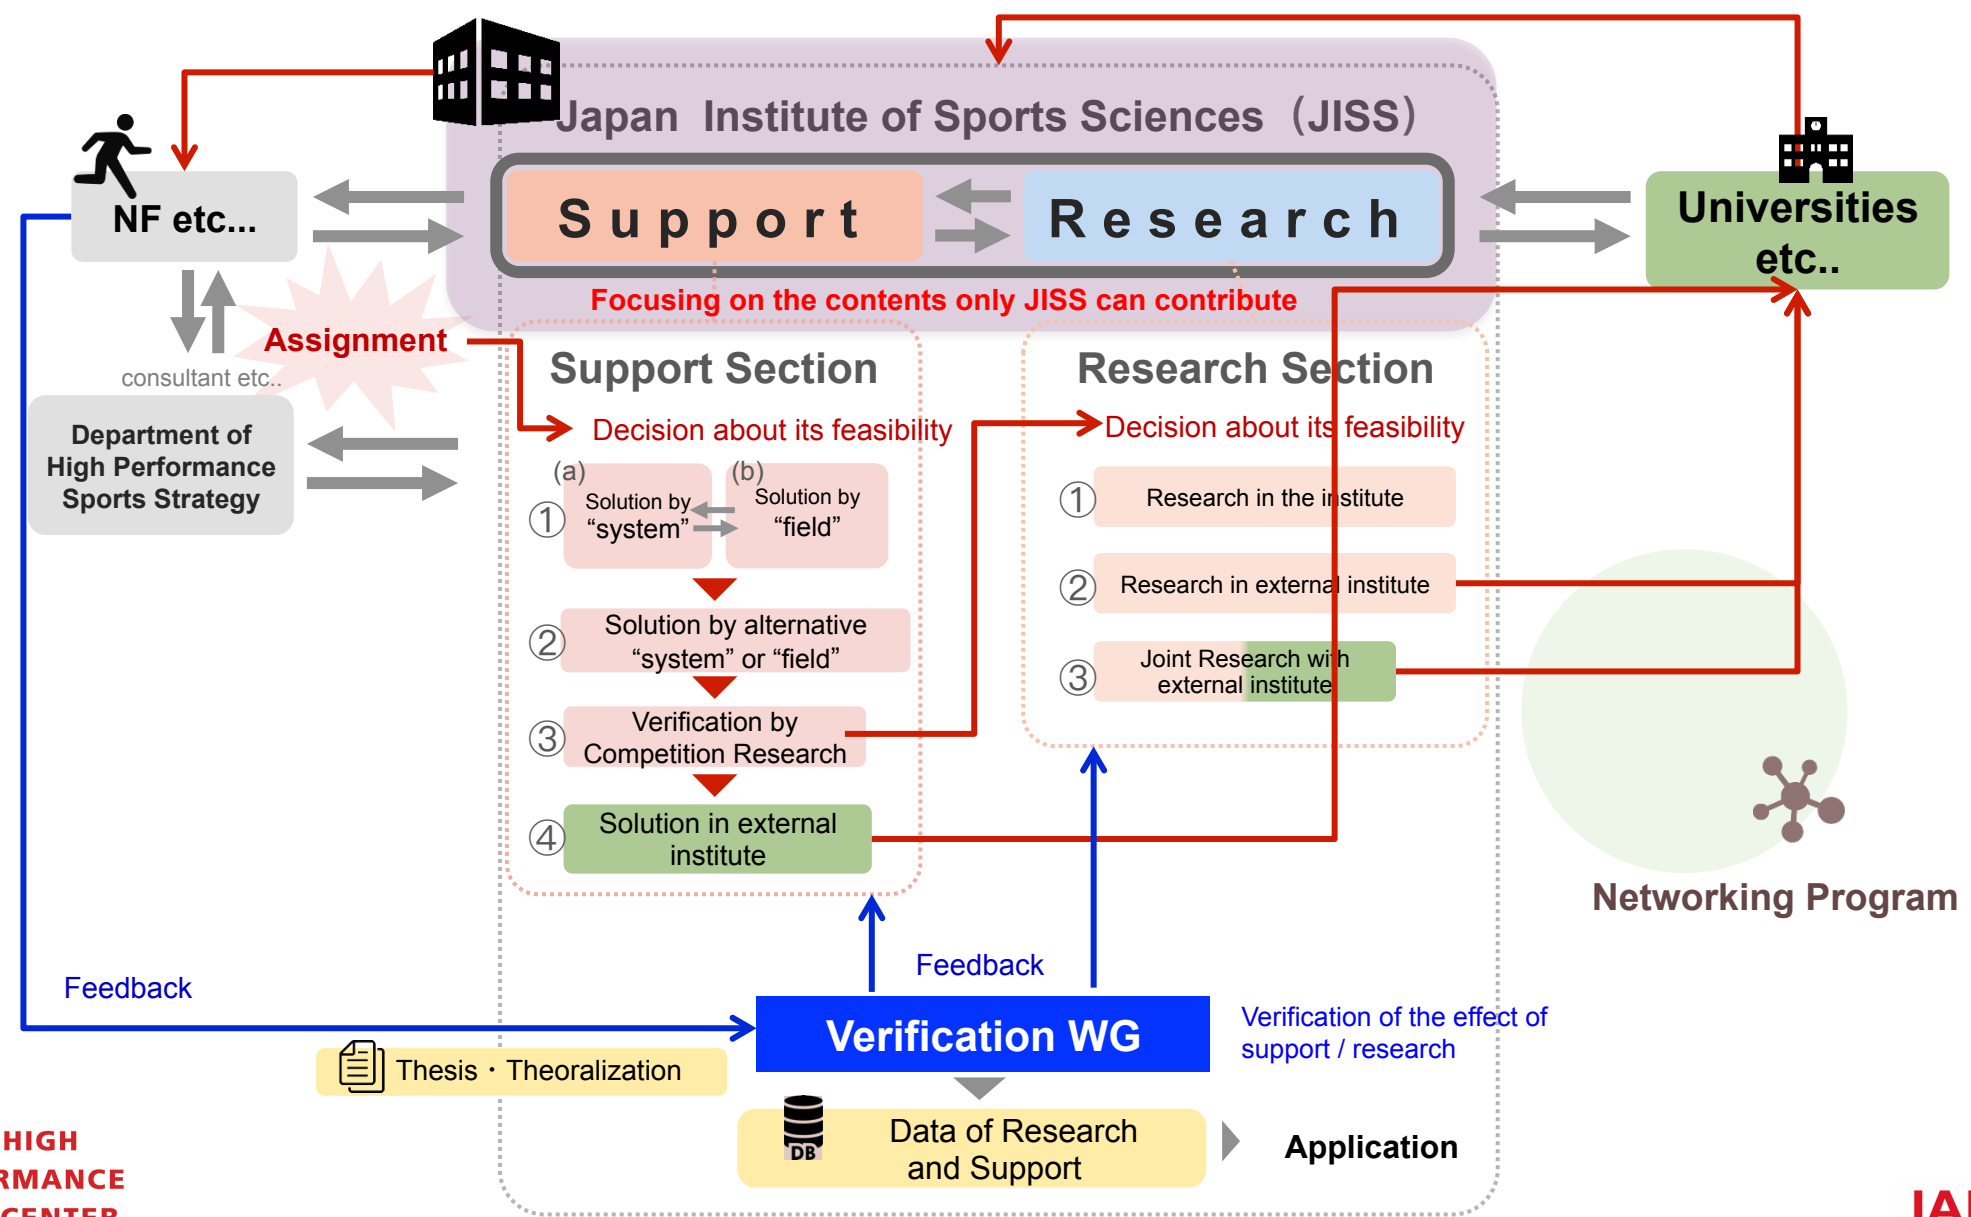 Japan Institute of Sports Sciences（JISS）
NF etc...
Support
Research
Universities
etc..
Focusing on the contents only JISS can contribute
Assignment
consultant etc..
Department of
High Performance
Sports Strategy
Support Section
Decision about its feasibility
(a)
(b)
①
Solution by
“system”
Solution by
“field”
②
Solution by alternative
“system” or “field”
③
Verification by
Competition Research
④
Solution in external
institute
Research Section
Decision about its feasibility
①
Research in the institute
②
Research in external institute
③
Joint Research with
external institute
Networking Program
Feedback
Feedback
Verification WG
Verification of the effect of
support / research
Thesis・Theoralization
DB
Data of Research
and Support
Application
HIGH
RMANCE
CENTER